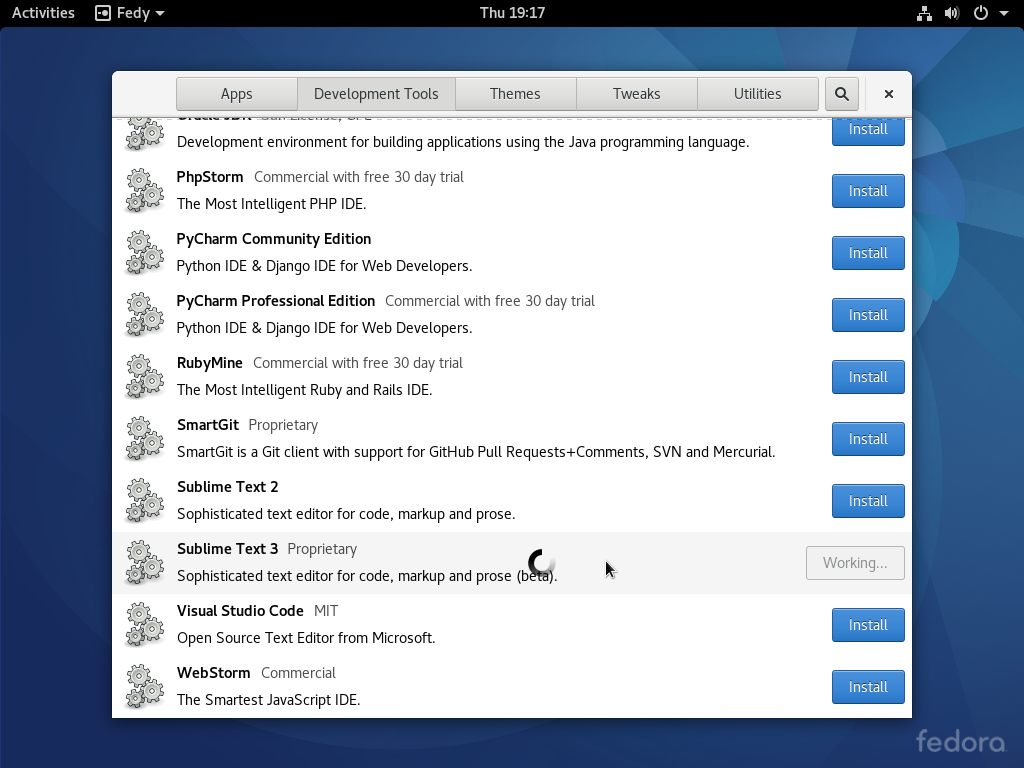 Activities Fedy Thu 19:17
Apps Development Tools Themes Tweaks Utilities
Install
Development environment for building applications using the Java programming language.
PhpStorm Commercial with free 30 day trial
The Most Intelligent PHP IDE.
Install
PyCharm Community Edition
Python IDE & Django IDE for Web Developers.
Install
PyCharm Professional Edition Commercial with free 30 day trial
Python IDE & Django IDE for Web Developers.
Install
RubyMine Commercial with free 30 day trial
The Most Intelligent Ruby and Rails IDE.
Install
SmartGit Proprietary
SmartGit is a Git client with support for GitHub Pull Requests+Comments, SVN and Mercurial.
Install
Sublime Text 2
Sophisticated text editor for code, markup and prose.
Install
Sublime Text 3 Proprietary
Sophisticated text editor for code, markup and prose (beta).
Working...
Visual Studio Code MIT
Open Source Text Editor from Microsoft.
Install
WebStorm Commercial
The Smartest JavaScript IDE.
Install
fedora